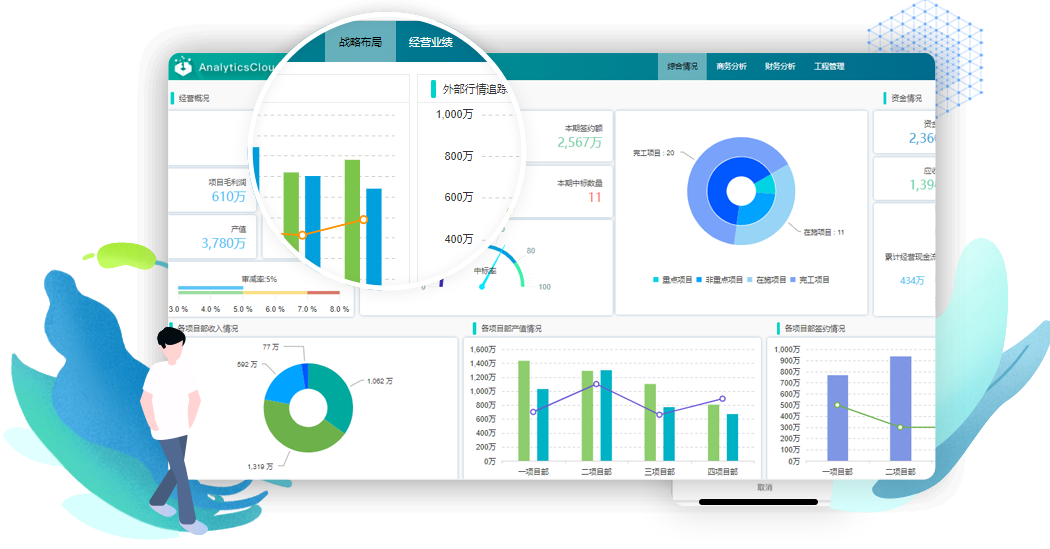 战略布局
经营业绩
AnalyticsClou
综合情况
商务分析
财务分析
工程管理
经营概况
外部行情追踪
资金情况
1,000万
800万
600万
400万
本期签约额
2,567万
本期中标数量
11
项目毛利润
610万
产值
3,780万
审减率:5%
3.0 %
4.0 %
5.0 %
6.0 %
7.0 %
8.0 %
中标率
0
80
100
完工项目 : 20
在施项目 : 11
重点项目
非重点项目
在施项目
完工项目
资金
2,36
应收
1,39
累计经营现金流
434万
各项目部收入情况
77 万
592 万
1,062 万
1,319 万
各项目部产值情况
1,600万
1,400万
1,200万
1,000万
800万
600万
400万
200万
0万
一项目部
二项目部
三项目部
四项目部
各项目部签约情况
1,000万
900万
800万
700万
600万
500万
400万
300万
200万
100万
0万
一项目部
二项目部
取消